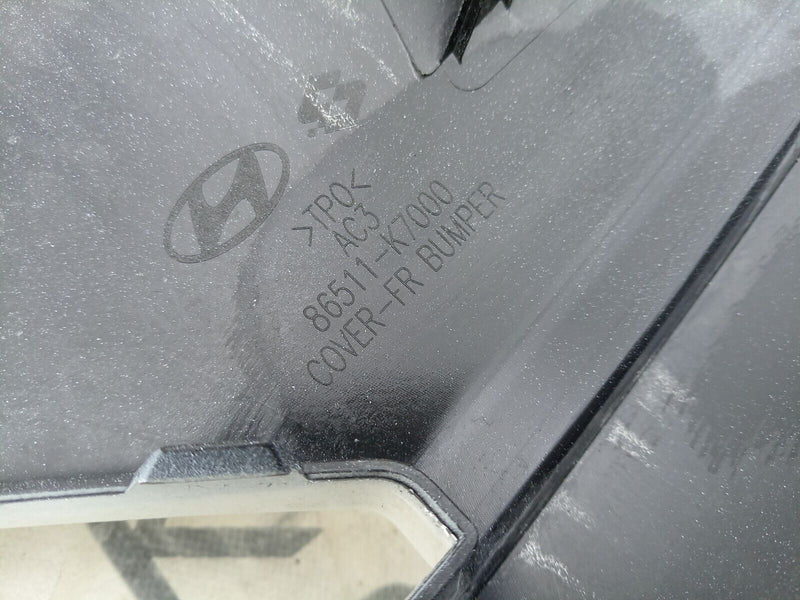 >TPO<
AC3
86511-K7000
COVER-FR BUMPER